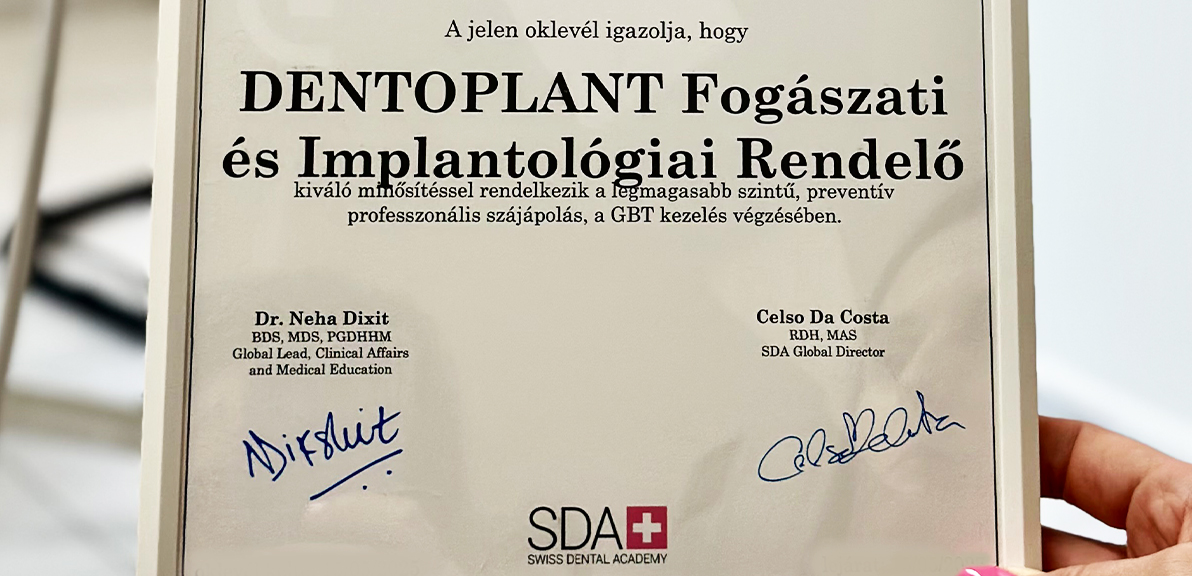 A jelen oklevél igazolja, hogy
DENTOPLANT Fogászati
és Implantológiai Rendelő
kiváló minősítéssel rendelkezik a legmagasabb szintű, preventív
professzonális szájápolás, a GBT kezelés végzésében.
Dr. Neha Dixit
BDS, MDS, PGDHHM
Global Lead, Clinical Affairs
and Medical Education
Celso Da Costa
RDH, MAS
SDA Global Director
SDA
SWISS DENTAL ACADEMY